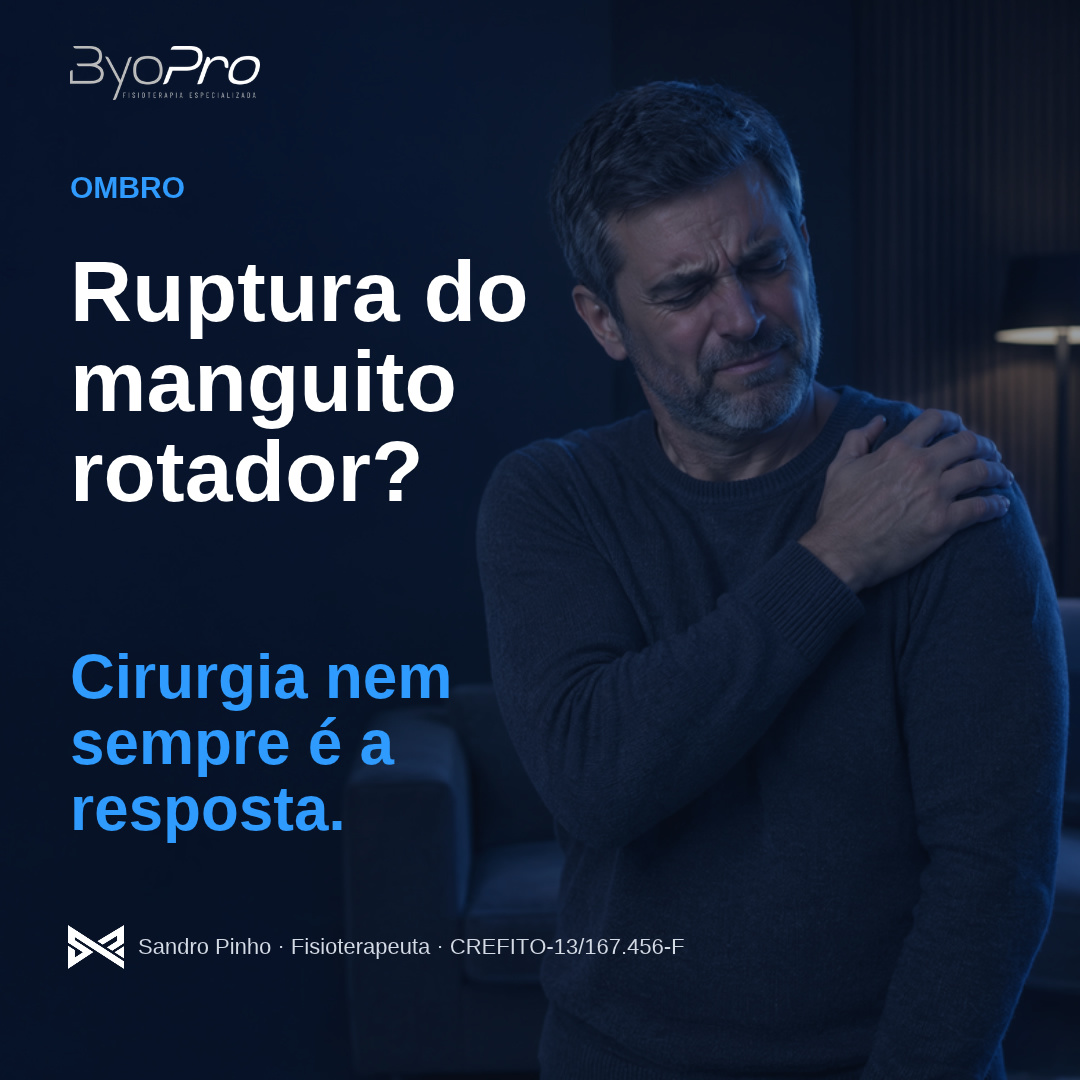 ByoPro
FISIOTERAPIA ESPECIALIZADA
OMBRO
Ruptura do
manguito
rotador?
Cirurgia nem
sempre é a
resposta.
Sandro Pinho · Fisioterapeuta · CREFITO-13/167.456-F